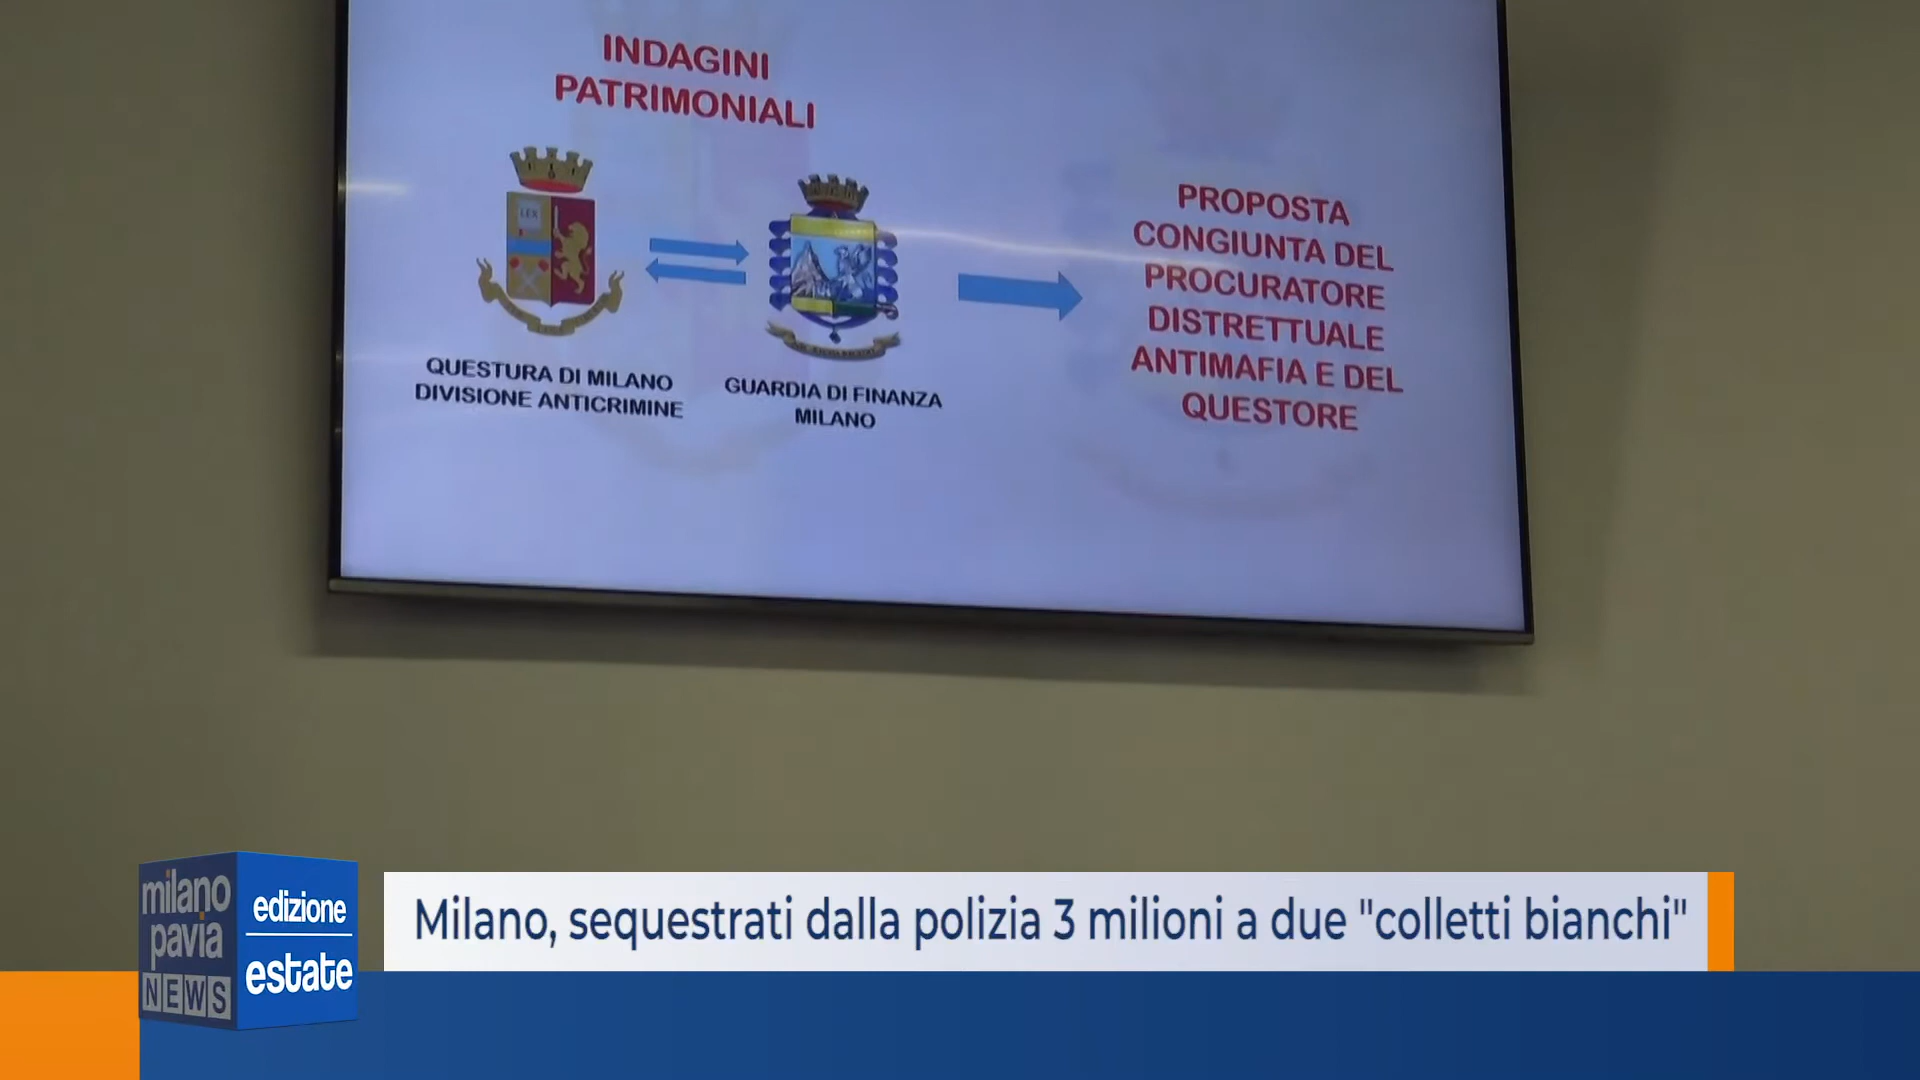 INDAGINI
PATRIMONIALI
LEX
QUESTURA DI MILANO
DIVISIONE ANTICRIMINE
GUARDIA DI FINANZA
MILANO
PROPOSTA
CONGIUNTA DEL
PROCURATORE
DISTRETTUALE
ANTIMAFIA E DEL
QUESTORE
milano
pavia
NEWS
edizione
estate
Milano, sequestrati dalla polizia 3 milioni a due "colletti bianchi"